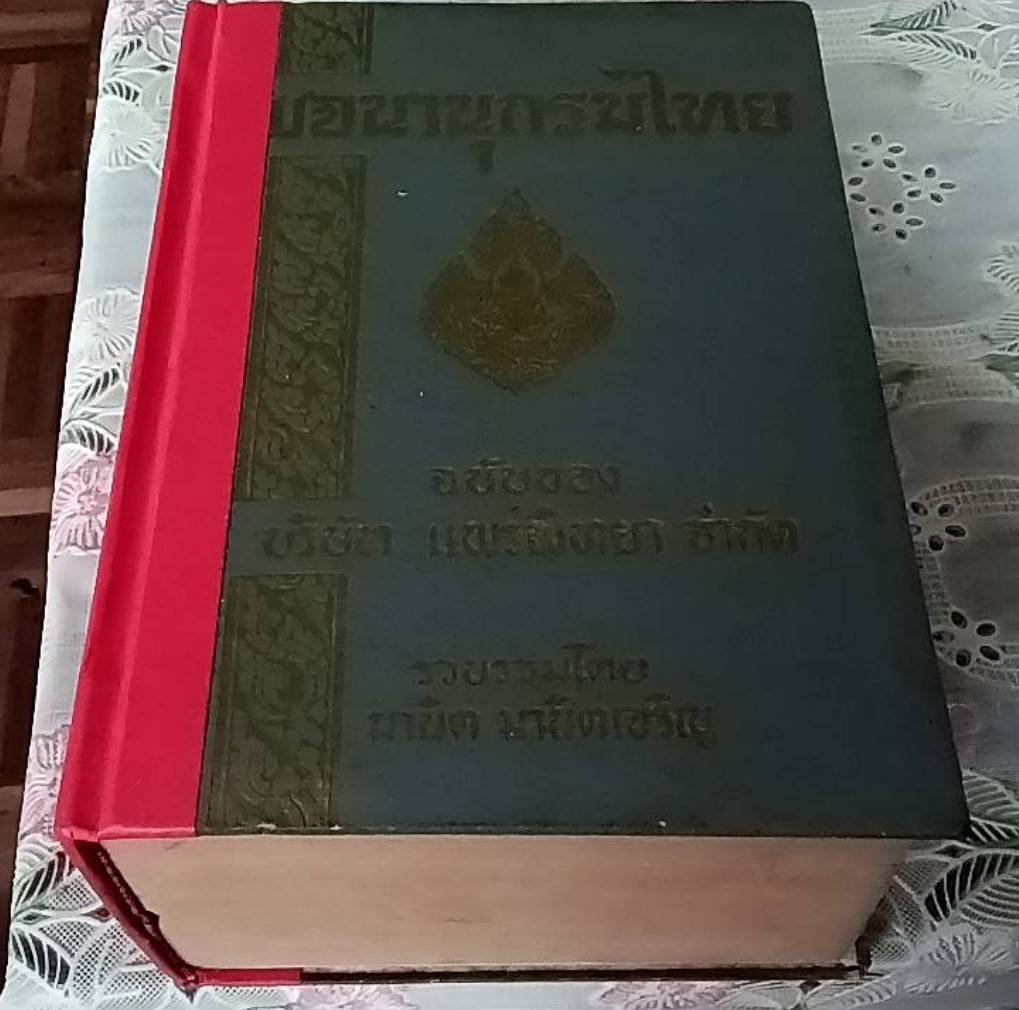 ปอนานุกรมไทย
ฉบับของ
บริษัท แพร่พิทยา จำกัด
รวบรวมโดย
มานิต มานิตเจริญ